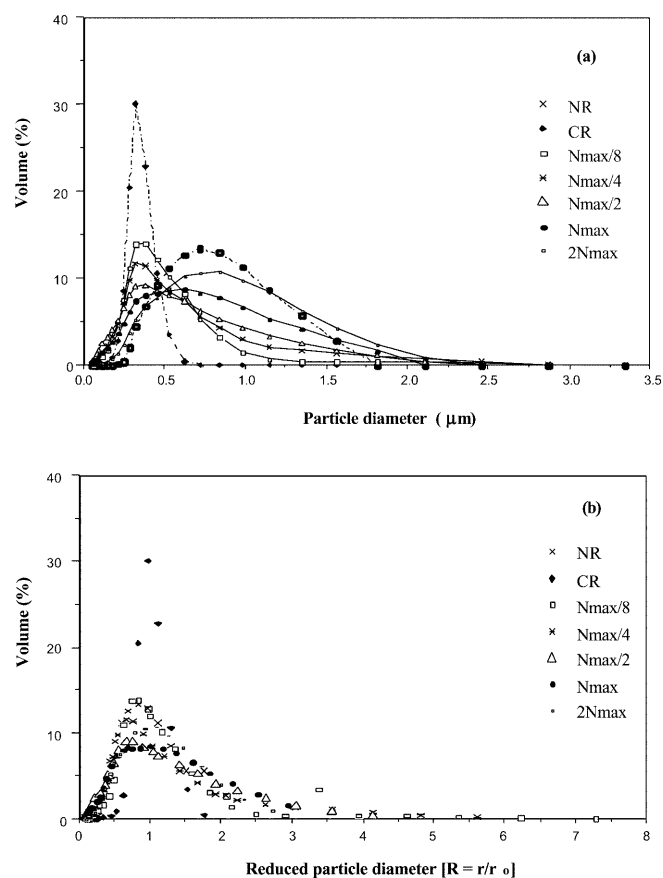 40
30
20
10
0
Volume (%)
(a)
NR
CR
Nmax/8
Nmax/4
Nmax/2
Nmax
2Nmax
0.0 0.5 1.0 1.5 2.0 2.5 3.0 3.5
Particle diameter ( μm)
40
30
20
10
0
Volume (%)
(b)
NR
CR
Nmax/8
Nmax/4
Nmax/2
Nmax
2Nmax
0 1 2 3 4 5 6 7 8
Reduced particle diameter [R = r/r o]